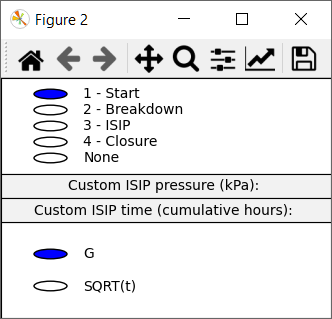 Figure 2
1 - Start
2 - Breakdown
3 - ISIP
4 - Closure
None
Custom ISIP pressure (kPa):
Custom ISIP time (cumulative hours):
G
SQRT(t)